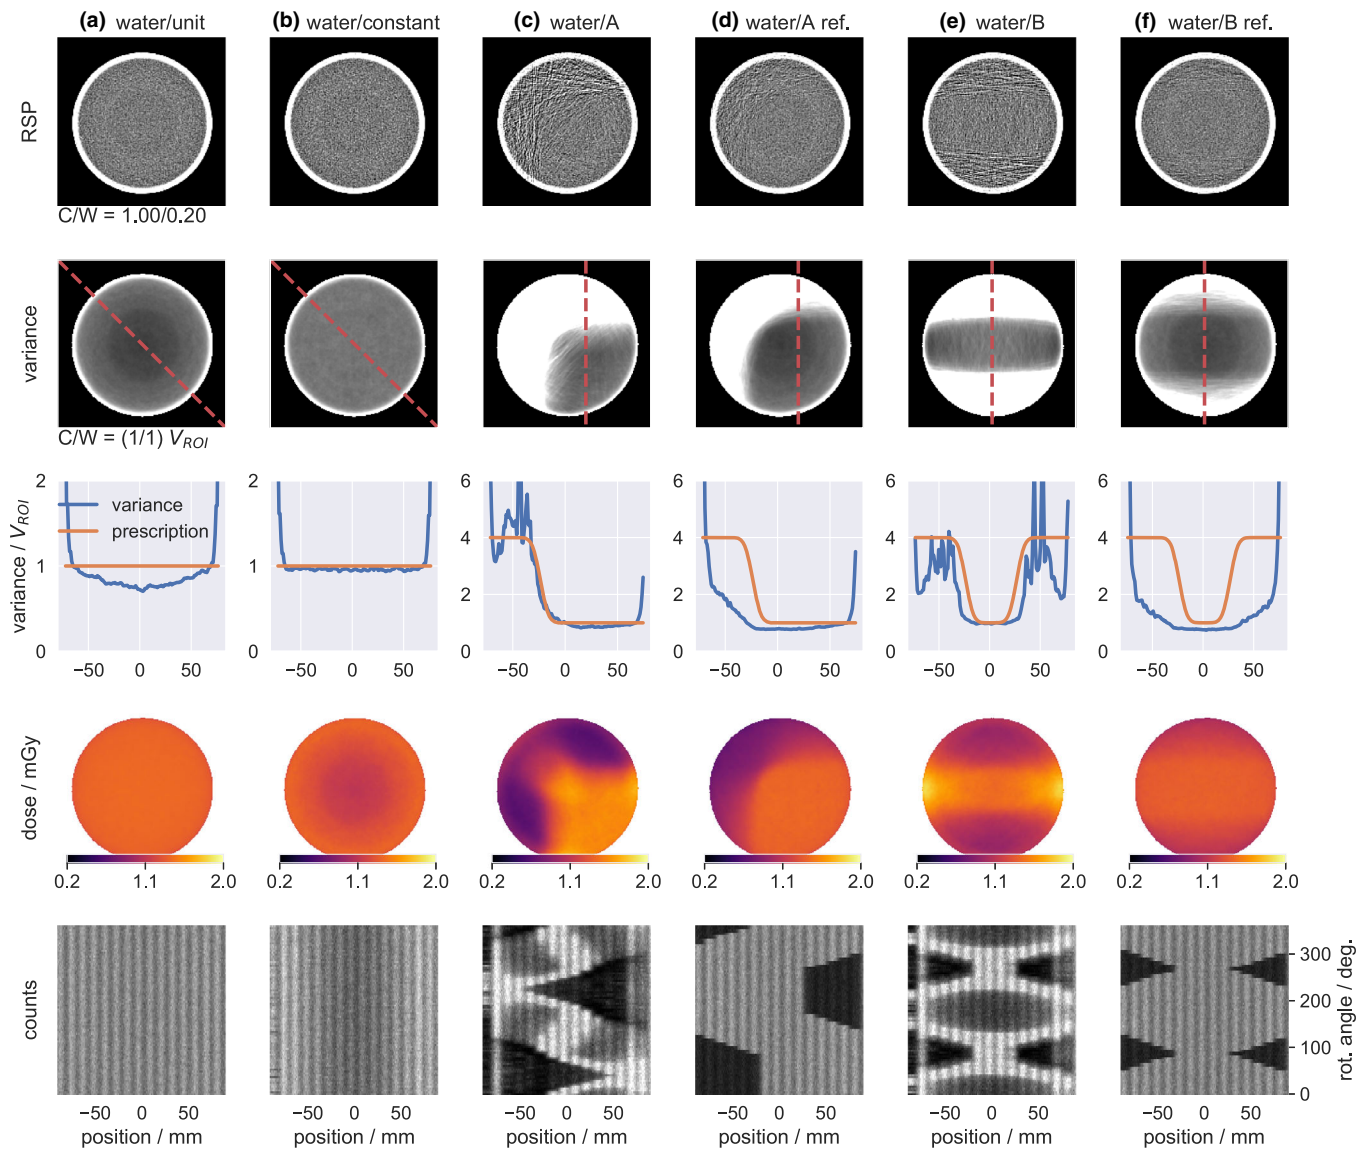 (a) water/unit (b) water/constant (c) water/A (d) water/A ref. (e) water/B (f) water/B ref.
RSP
C/W = 1.00/0.20
variance
C/W = (1/1) V_ROI
variance / V_ROI
2 2 6 6 6 6
variance
prescription
4 4 4 4
1 1
2 2 2 2
0 0 0 0 0 0
−50 0 50 −50 0 50 −50 0 50 −50 0 50 −50 0 50 −50 0 50
dose / mGy
0.2 1.1 2.0 0.2 1.1 2.0 0.2 1.1 2.0 0.2 1.1 2.0 0.2 1.1 2.0 0.2 1.1 2.0
counts
300
200
100
0
rot. angle / deg.
−50 0 50 −50 0 50 −50 0 50 −50 0 50 −50 0 50 −50 0 50
position / mm position / mm position / mm position / mm position / mm position / mm